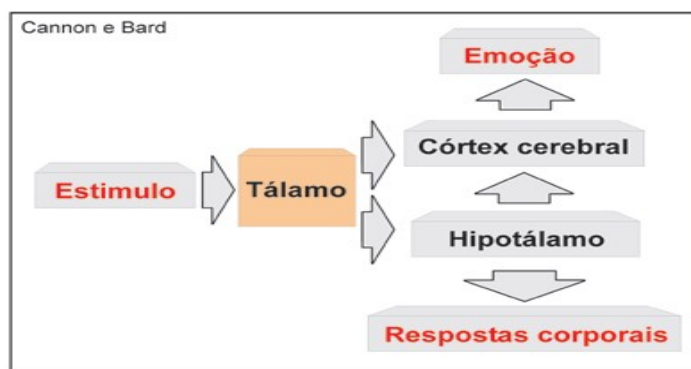 Cannon e Bard
Emoção
Córtex cerebral
Estimulo
Tálamo
Hipotálamo
Respostas corporais